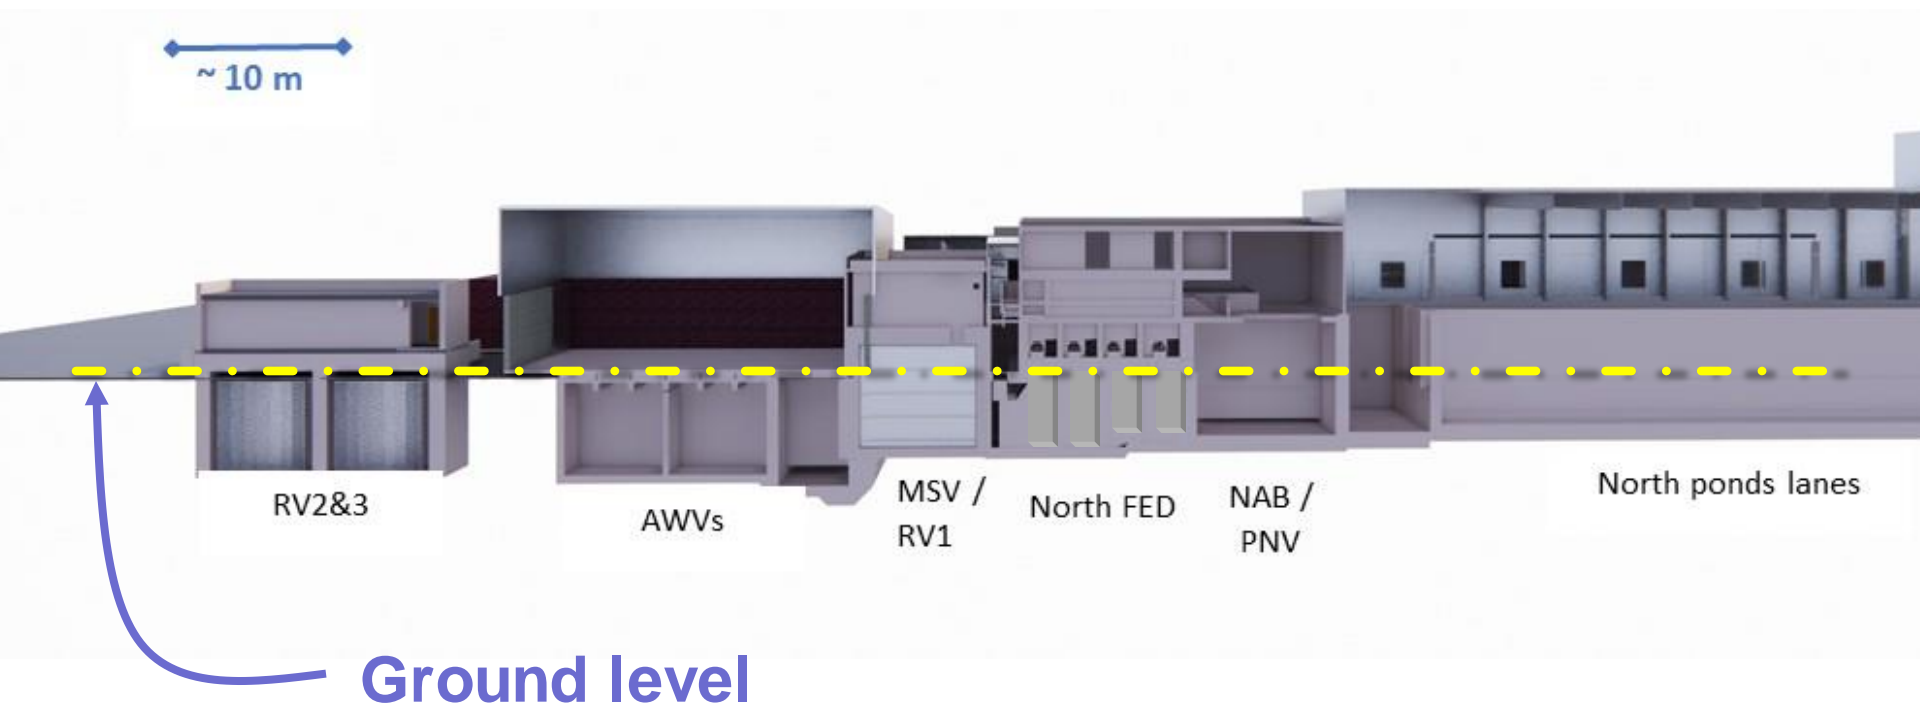 ~ 10 m
RV2&3
AWVs
MSV /
RV1
North FED
NAB /
PNV
North ponds lanes
Ground level